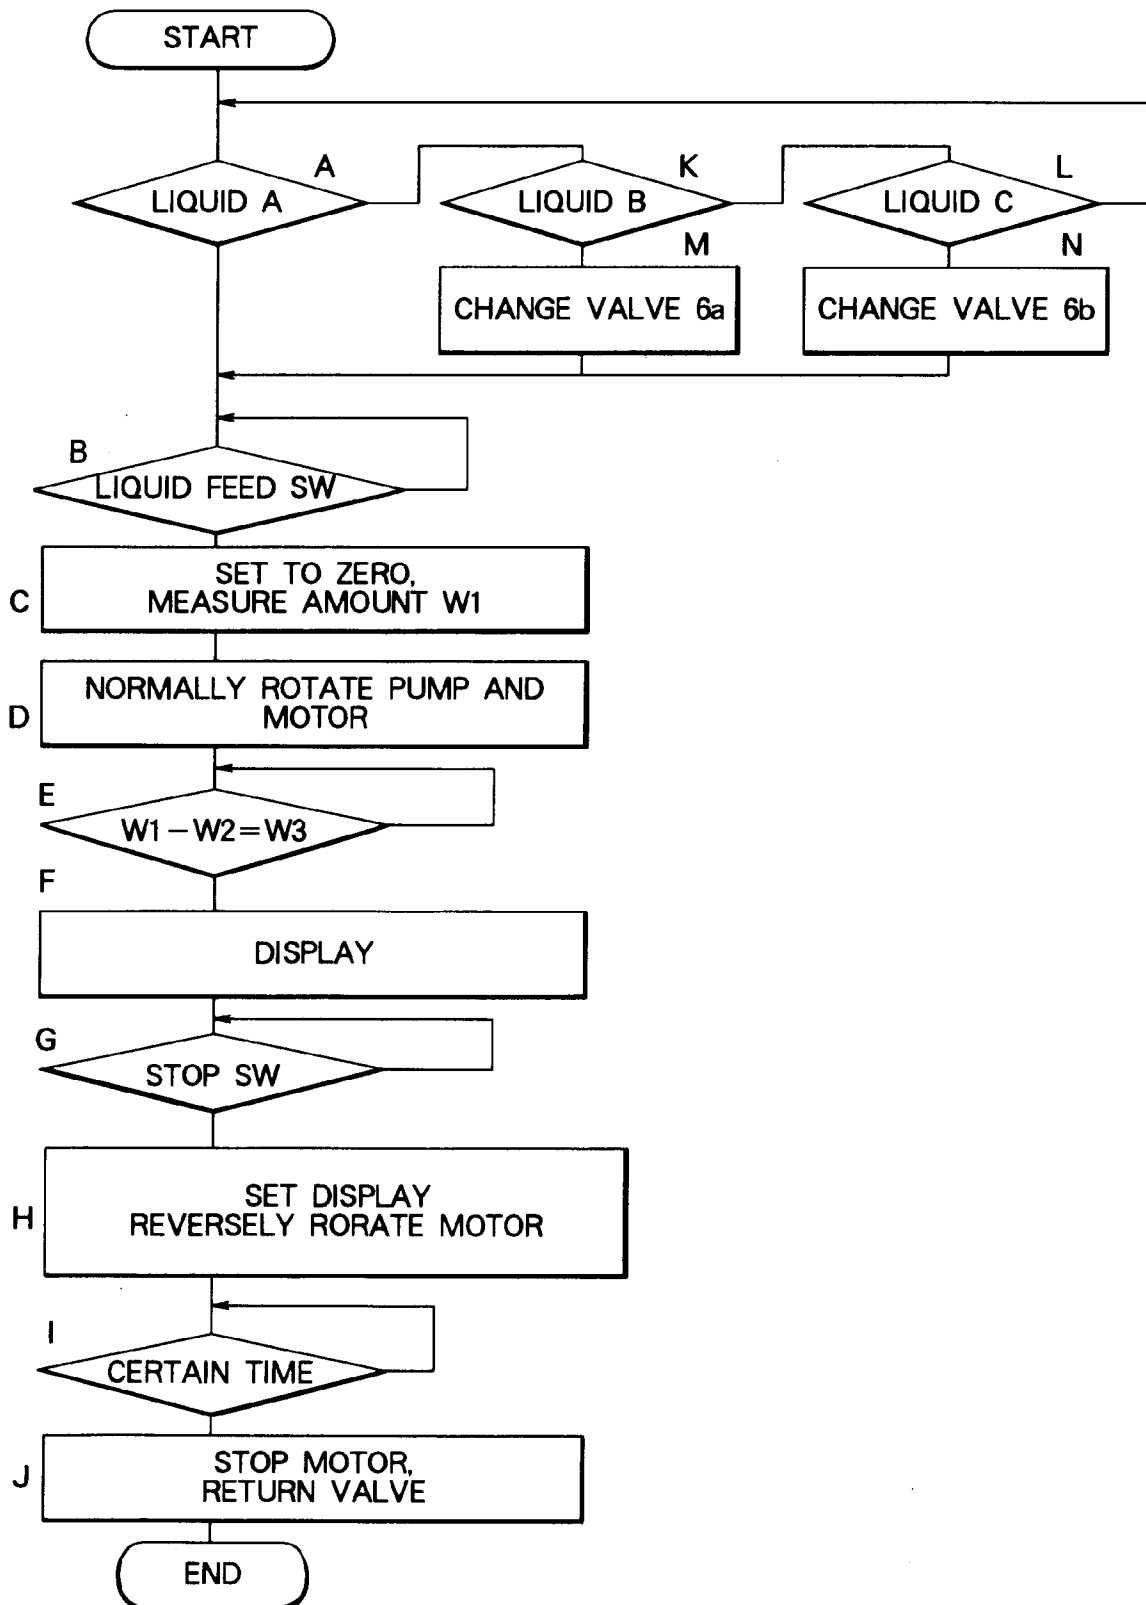 START
A
LIQUID A
K
LIQUID B
L
LIQUID C
M
CHANGE VALVE 6a
N
CHANGE VALVE 6b
B
LIQUID FEED SW
C
SET TO ZERO,
MEASURE AMOUNT W1
D
NORMALLY ROTATE PUMP AND
MOTOR
E
W1-W2=W3
F
DISPLAY
G
STOP SW
H
SET DISPLAY
REVERSELY RORATE MOTOR
I
CERTAIN TIME
J
STOP MOTOR,
RETURN VALVE
END